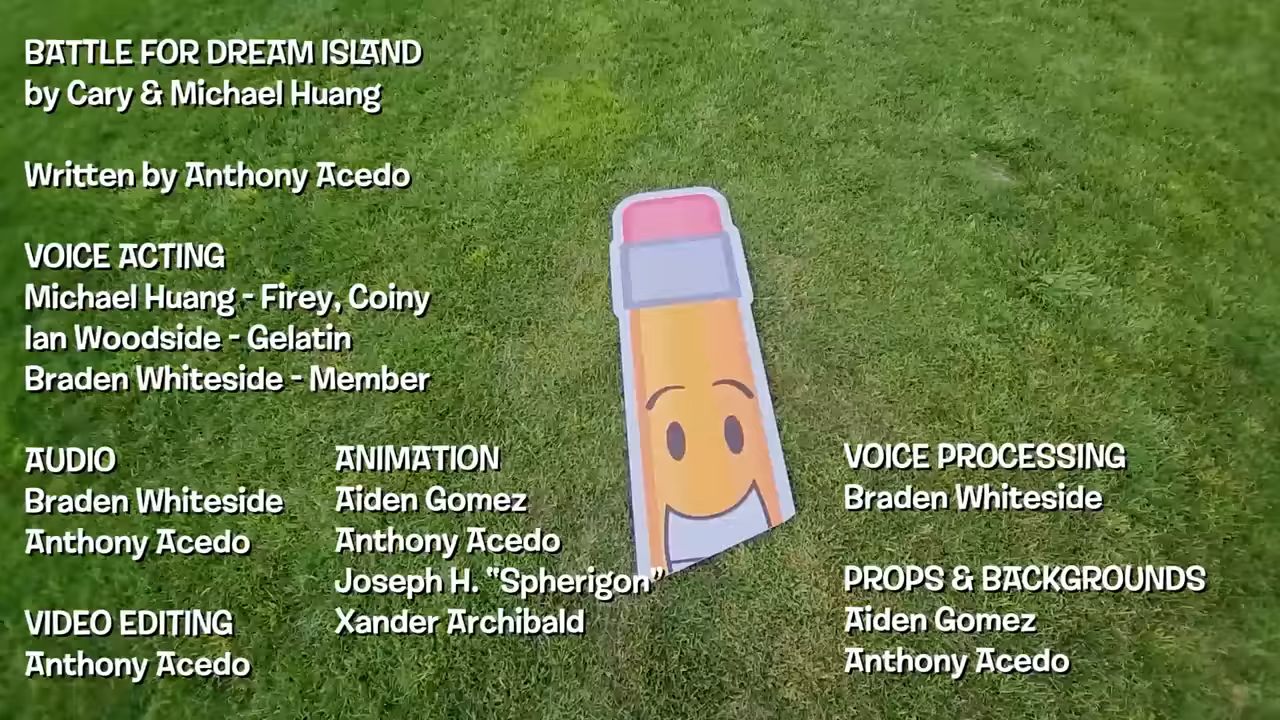 BATTLE FOR DREAM ISLAND
by Cary & Michael Huang
Written by Anthony Acedo
VOICE ACTING
Michael Huang - Firey, Coiny
Ian Woodside - Gelatin
Braden Whiteside - Member
AUDIO
Braden Whiteside
Anthony Acedo
VIDEO EDITING
Anthony Acedo
ANIMATION
Aiden Gomez
Anthony Acedo
Joseph H. "Spherigon"
Xander Archibald
VOICE PROCESSING
Braden Whiteside
PROPS & BACKGROUNDS
Aiden Gomez
Anthony Acedo